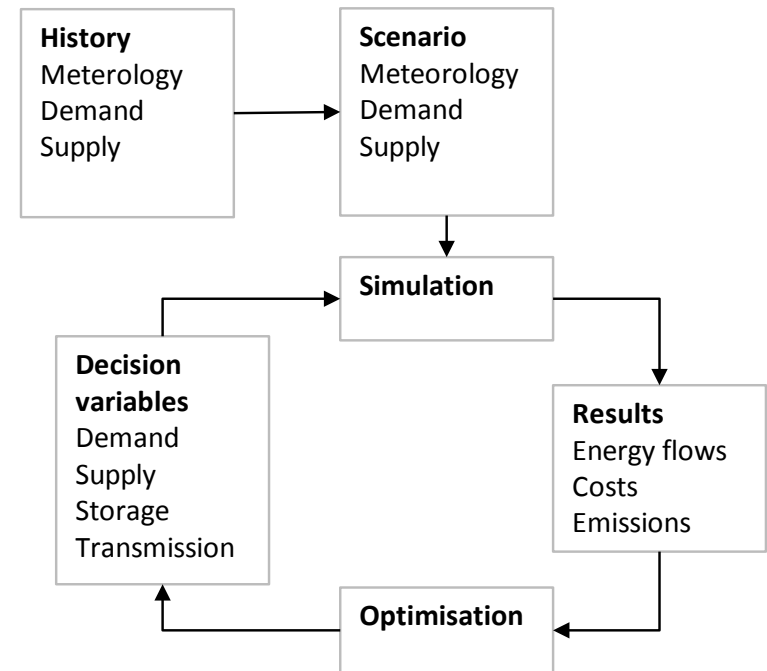 History
Meterology
Demand
Supply
Scenario
Meteorology
Demand
Supply
Simulation
Decision
variables
Demand
Supply
Storage
Transmission
Results
Energy flows
Costs
Emissions
Optimisation